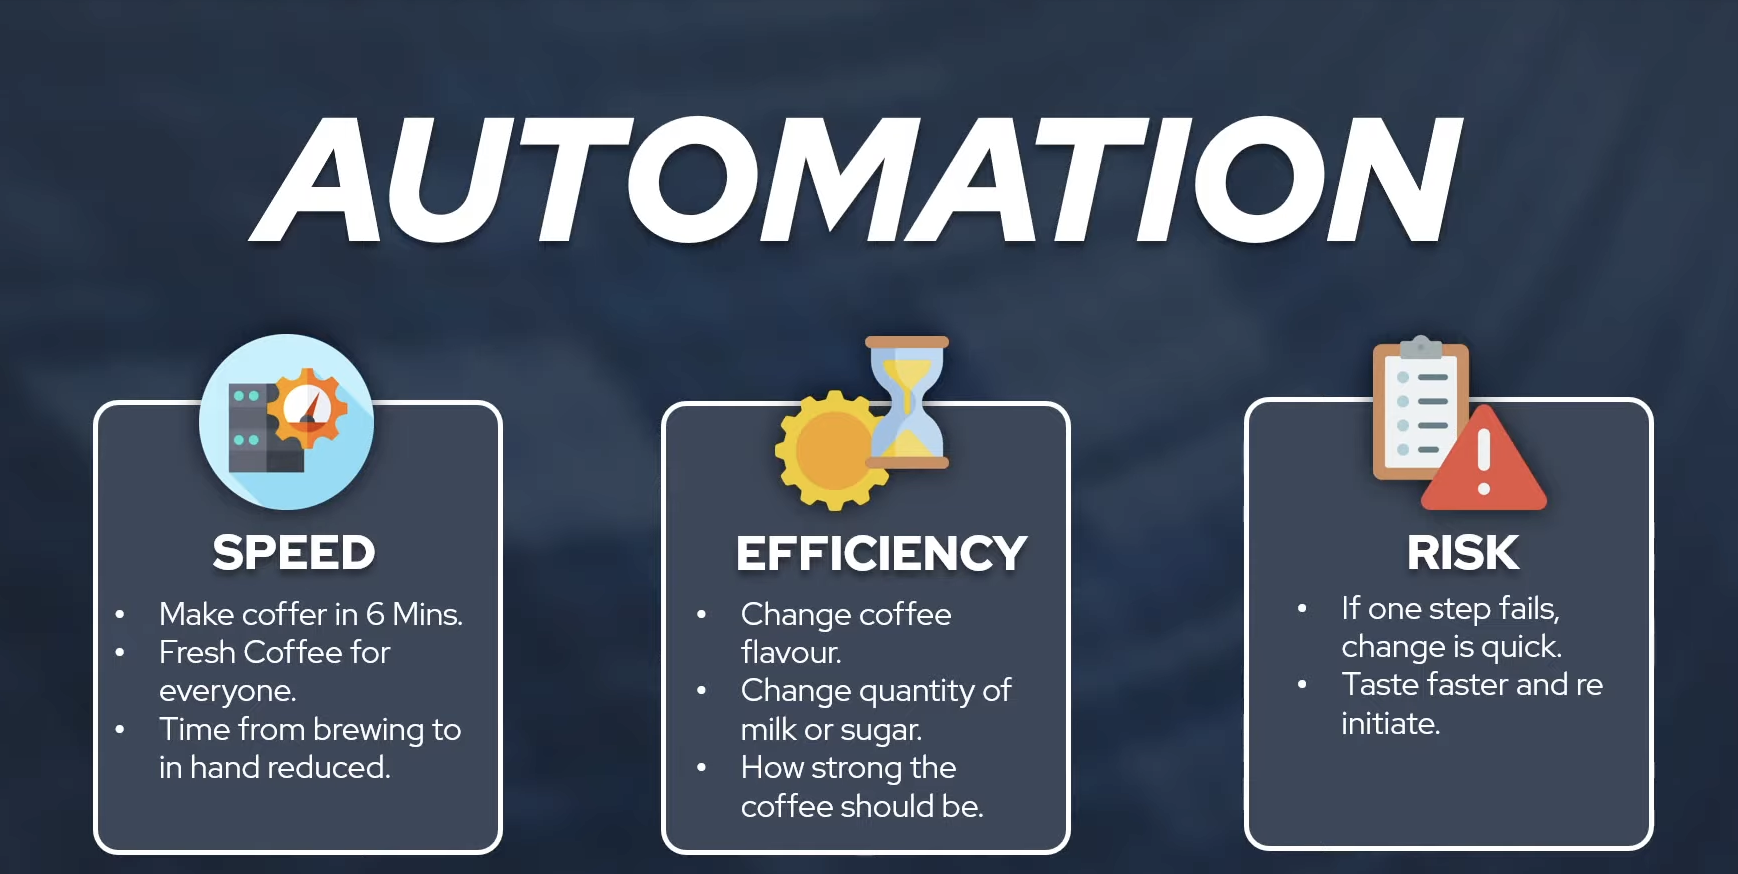 AUTOMATION
SPEED
• Make coffer in 6 Mins.
• Fresh Coffee for
everyone.
• Time from brewing to
in hand reduced.
EFFICIENCY
• Change coffee
flavour.
• Change quantity of
milk or sugar.
• How strong the
coffee should be.
RISK
• If one step fails,
change is quick.
• Taste faster and re
initiate.